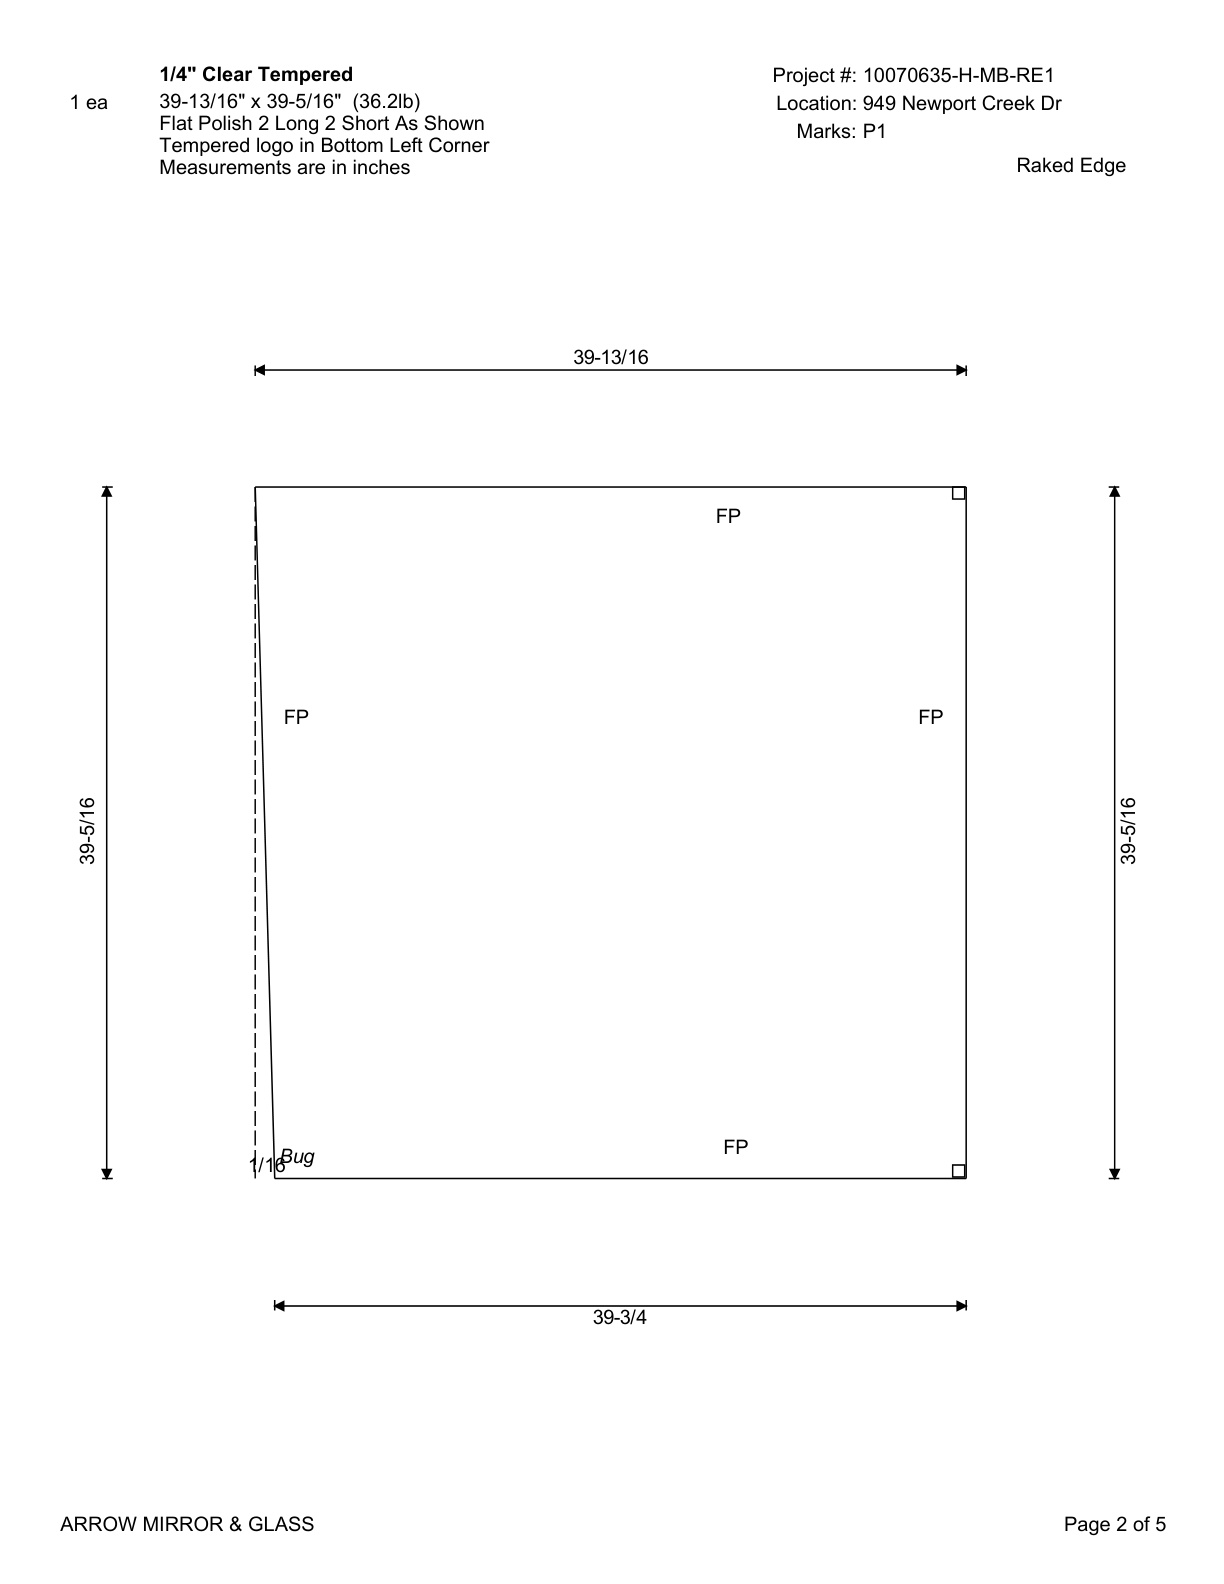 1/4" Clear Tempered
1 ea
39-13/16" x 39-5/16" (36.2lb)
Flat Polish 2 Long 2 Short As Shown
Tempered logo in Bottom Left Corner
Measurements are in inches
Project #: 10070635-H-MB-RE1
Location: 949 Newport Creek Dr
Marks: P1
Raked Edge
39-13/16
FP
FP
FP
39-5/16
39-5/16
FP
Bug
1/16
39-3/4
ARROW MIRROR & GLASS
Page 2 of 5